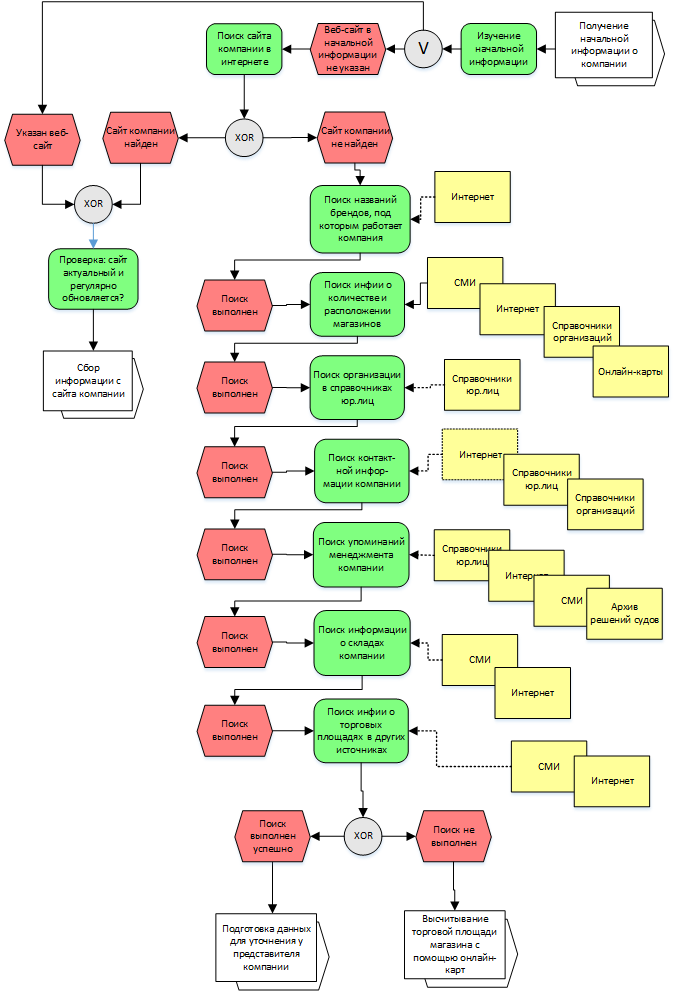 Получение
начальной
информации о
компании
Изучение
начальной
информации
V
Веб-сайт в
начальной
информации
не указан
Поиск сайта
компании в
интернете
Указан веб-
сайт
Сайт компании
найден
XOR
Сайт компании
не найден
XOR
Проверка: сайт
актуальный и
регулярно
обновляется?
Сбор
информации с
сайта компании
Поиск названий
брендов, под
которым работает
компания
Интернет
Поиск
выполнен
Поиск инфии о
количестве и
расположении
магазинов
СМИ
Интернет
Справочники
организаций
Онлайн-карты
Поиск
выполнен
Поиск организации
в справочниках
юр.лиц
Справочники
юр.лиц
Поиск
выполнен
Поиск контакт-
ной инфор-
мации компании
Интернет
Справочники
юр.лиц
Справочники
организаций
Поиск
выполнен
Поиск упоминаний
менеджмента
компании
Справочники
юр.лиц
Интернет
СМИ
Архив
решений судов
Поиск
выполнен
Поиск информации
о складах
компании
СМИ
Интернет
Поиск
выполнен
Поиск инфии о
торговых
площадях в других
источниках
СМИ
Интернет
Поиск
выполнен
успешно
XOR
Поиск не
выполнен
Подготовка данных
для уточнения у
представителя
компании
Высчитывание
торговой площади
магазина с
помощью онлайн-
карт